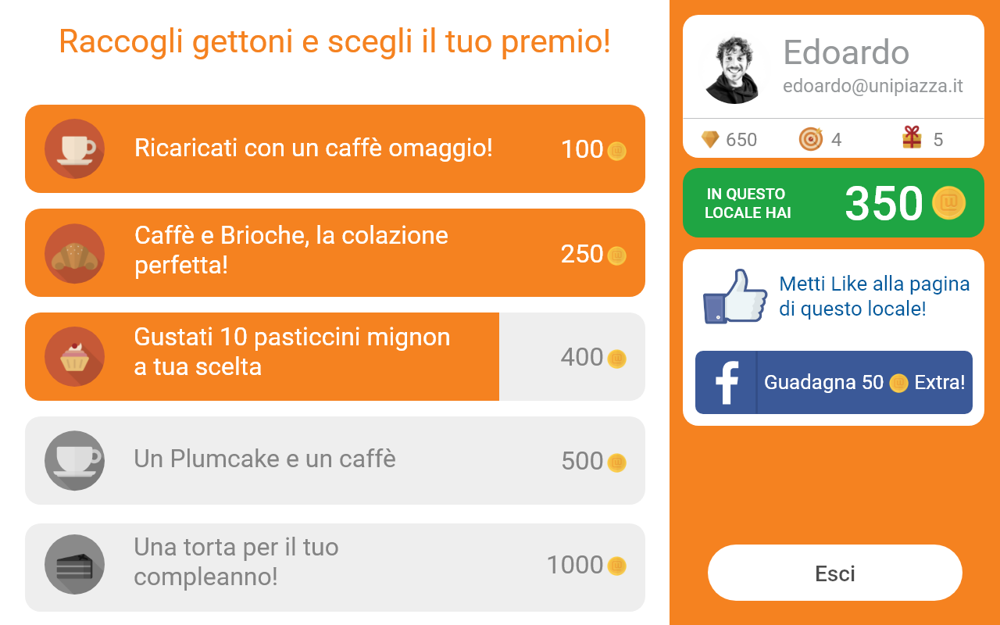 Raccogli gettoni e scegli il tuo premio!
Ricaricati con un caffè omaggio!
100
Caffè e Brioche, la colazione
perfetta!
250
Gustati 10 pasticcini mignon
a tua scelta
400
Un Plumcake e un caffè
500
Una torta per il tuo
compleanno!
1000
Edoardo
edoardo@unipiazza.it
650
4
5
IN QUESTO
LOCALE HAI
350
Metti Like alla pagina
di questo locale!
f
Guadagna 50 Extra!
Esci